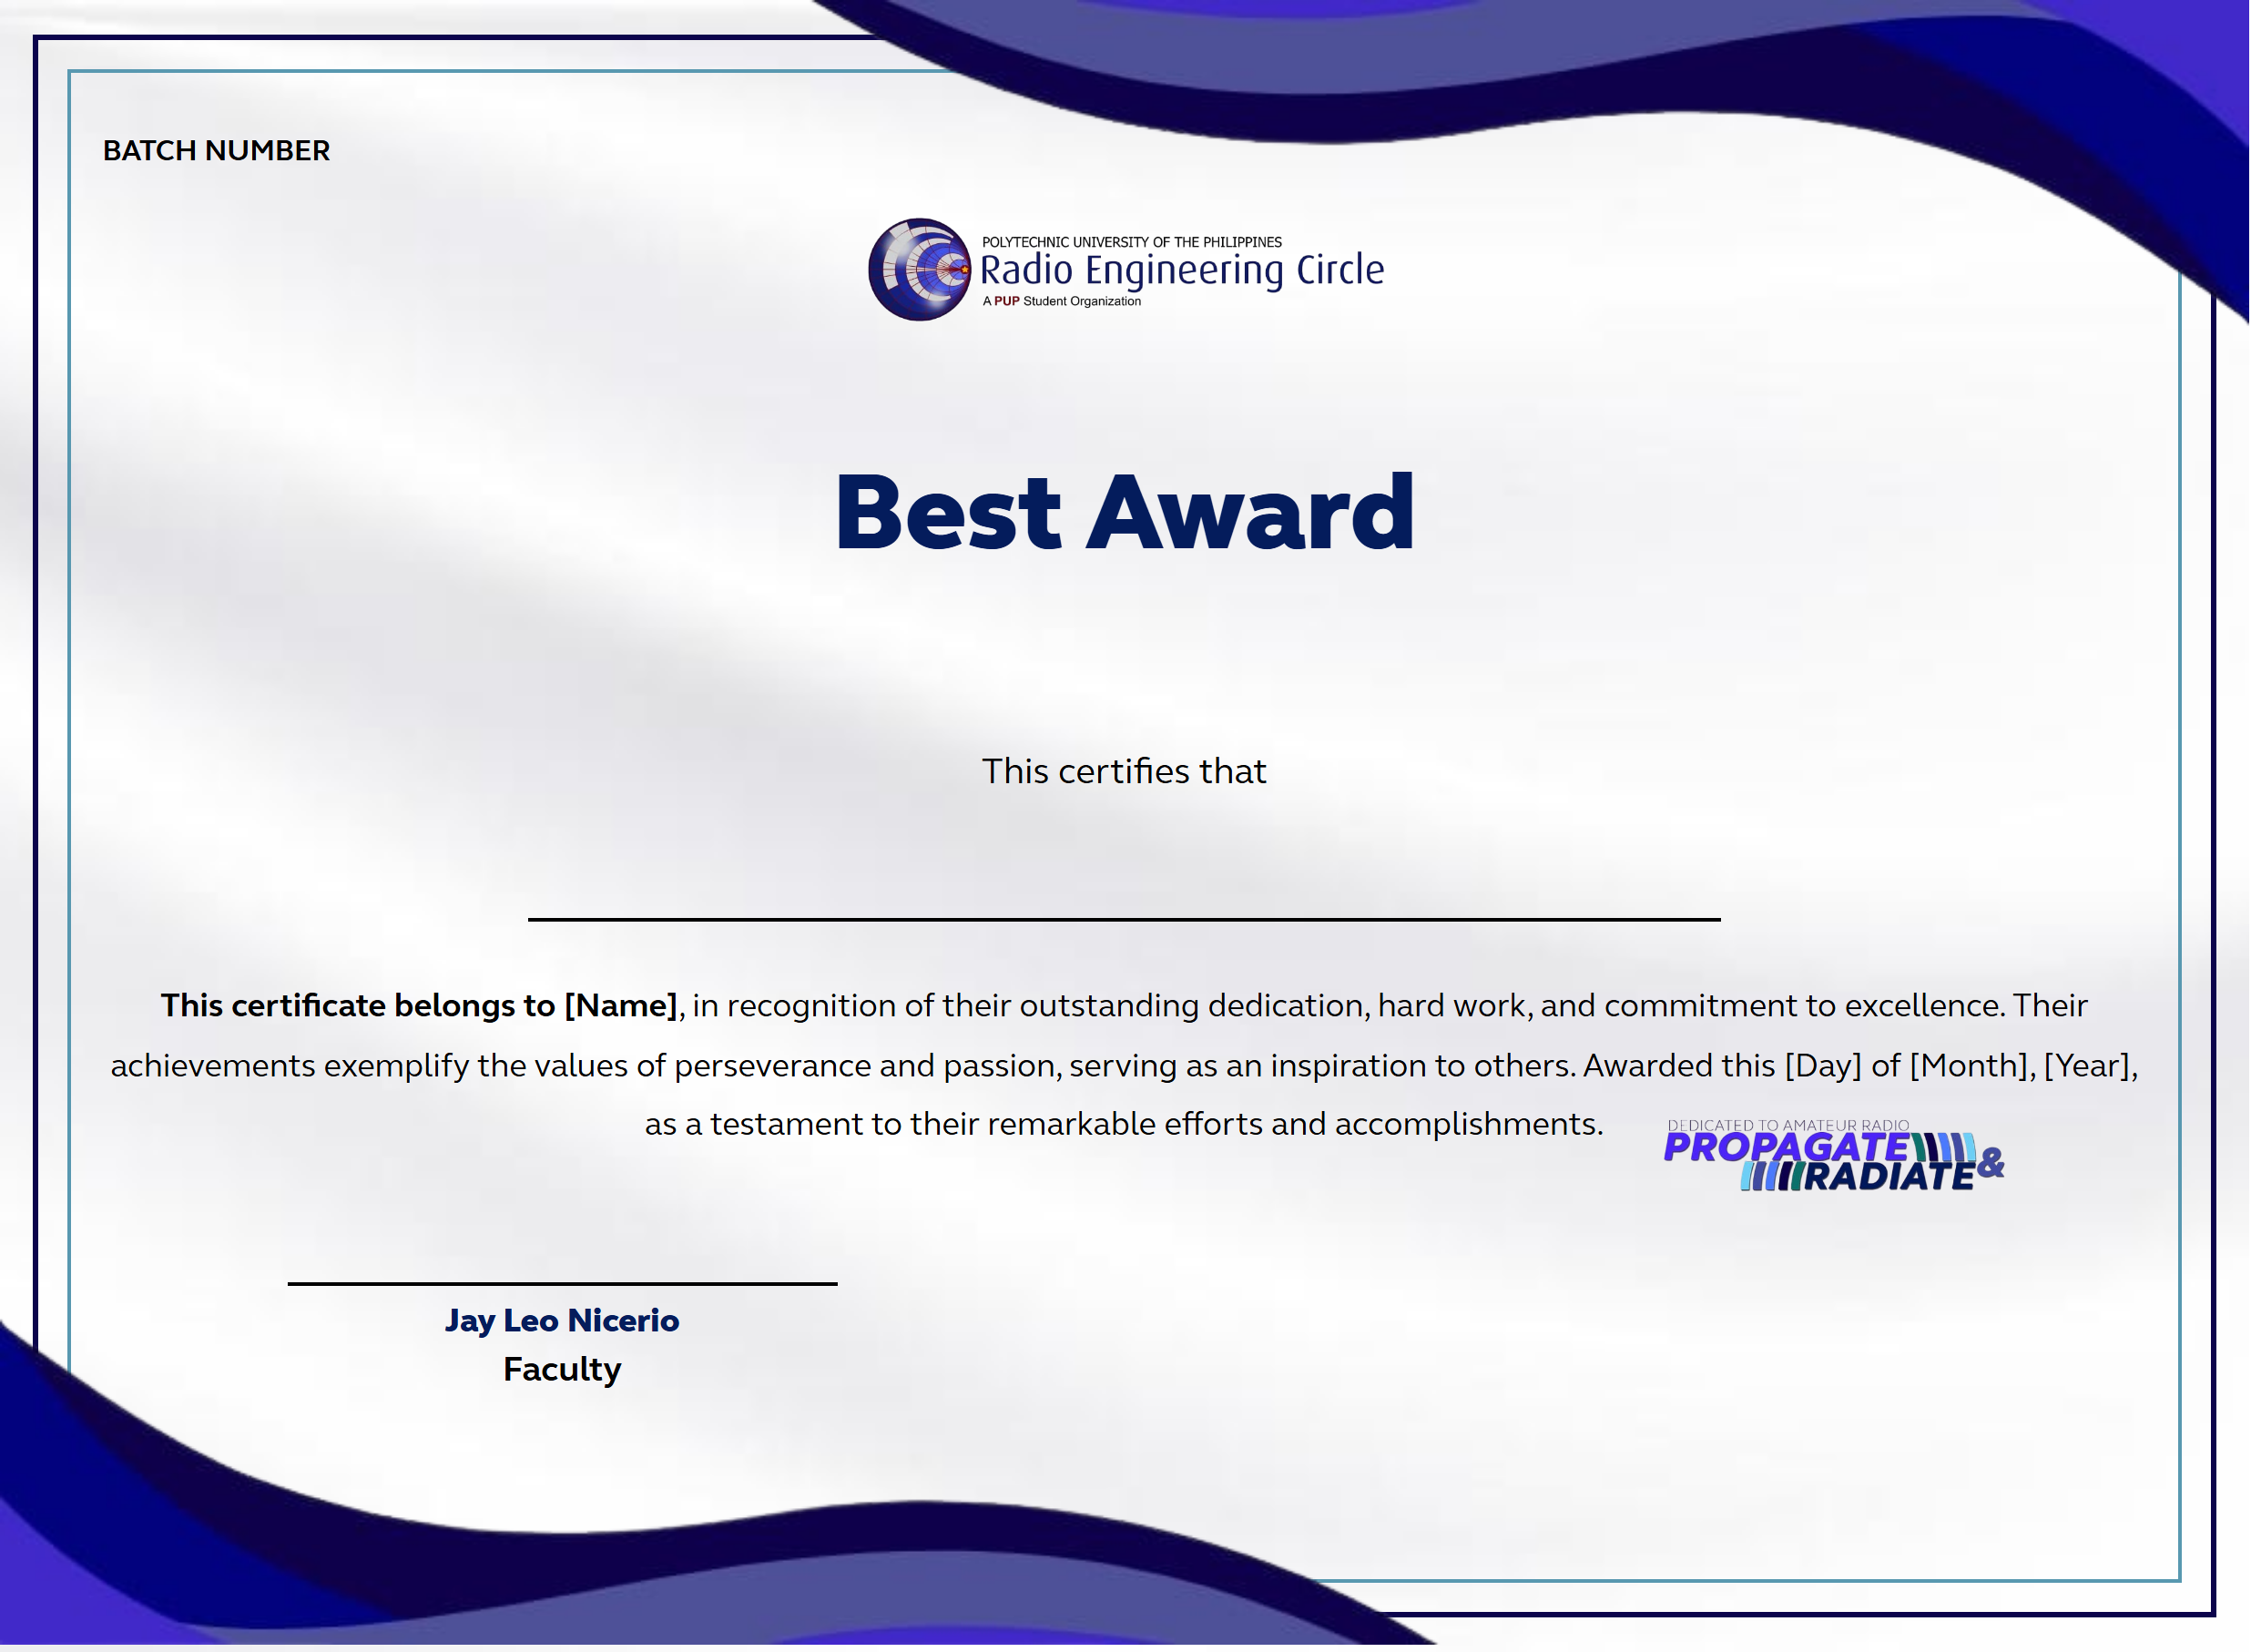 BATCH NUMBER
POLYTECHNIC UNIVERSITY OF THE PHILIPPINES
Radio Engineering Circle
A PUP Student Organization
Best Award
This certifies that
This certificate belongs to [Name], in recognition of their outstanding dedication, hard work, and commitment to excellence. Their
achievements exemplify the values of perseverance and passion, serving as an inspiration to others. Awarded this [Day] of [Month], [Year],
as a testament to their remarkable efforts and accomplishments.
DEDICATED TO AMATEUR RADIO
PROPAGATE &
RADIATE
Jay Leo Nicerio
Faculty